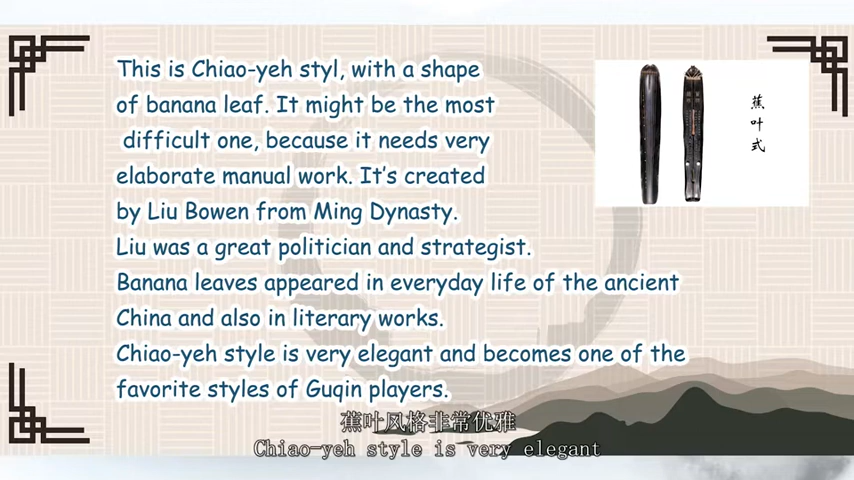 This is Chiao-yeh styl, with a shape
of banana leaf. It might be the most
difficult one, because it needs very
elaborate manual work. It's created
by Liu Bowen from Ming Dynasty.
Liu was a great politician and strategist.
Banana leaves appeared in everyday life of the ancient
China and also in literary works.
Chiao-yeh style is very elegant and becomes one of the
favorite styles of Guqin players.
蕉叶式
蕉叶风格非常优雅
Chiao-yeh style is very elegant